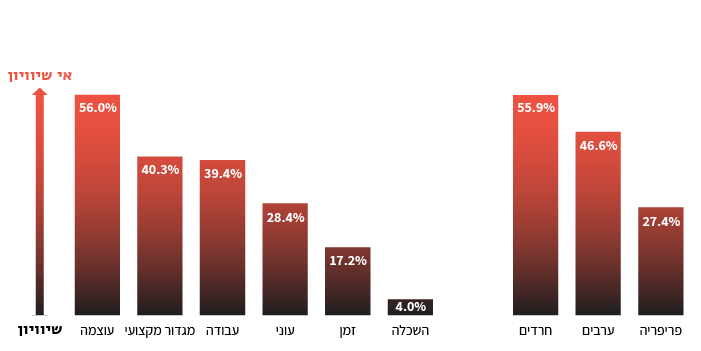 אי שיוויון
56.0%
40.3%
39.4%
28.4%
17.2%
4.0%
55.9%
46.6%
27.4%
שיוויון
עוצמה
מגדור מקצועי
עבודה
עוני
זמן
השכלה
חרדים
ערבים
פריפריה